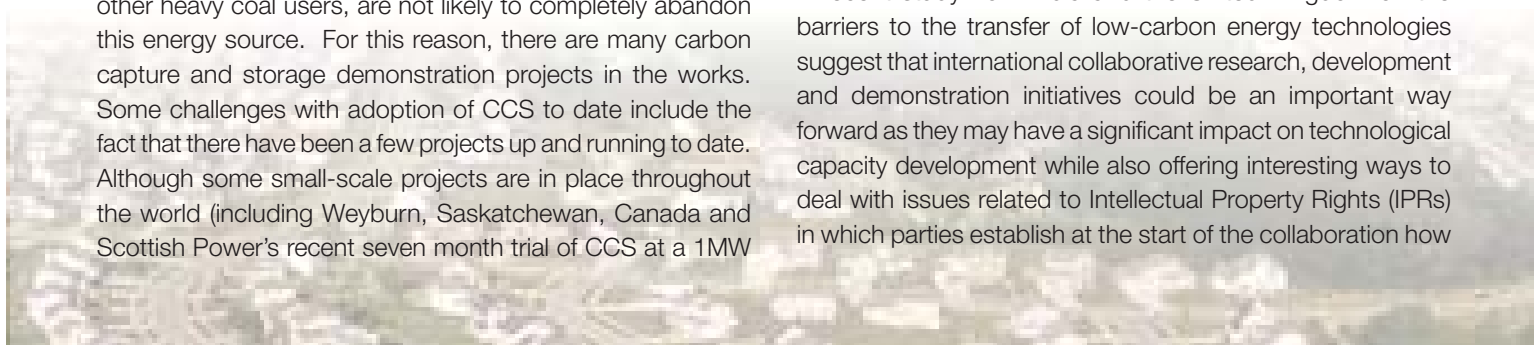 other heavy coal users, are not likely to completely abandon
this energy source. For this reason, there are many carbon
capture and storage demonstration projects in the works.
Some challenges with adoption of CCS to date include the
fact that there have been a few projects up and running to date.
Although some small-scale projects are in place throughout
the world (including Weyburn, Saskatchewan, Canada and
Scottish Power's recent seven month trial of CCS at a 1MW
barriers to the transfer of low-carbon energy technologies
suggest that international collaborative research, development
and demonstration initiatives could be an important way
forward as they may have a significant impact on technological
capacity development while also offering interesting ways to
deal with issues related to Intellectual Property Rights (IPRs)
in which parties establish at the start of the collaboration how